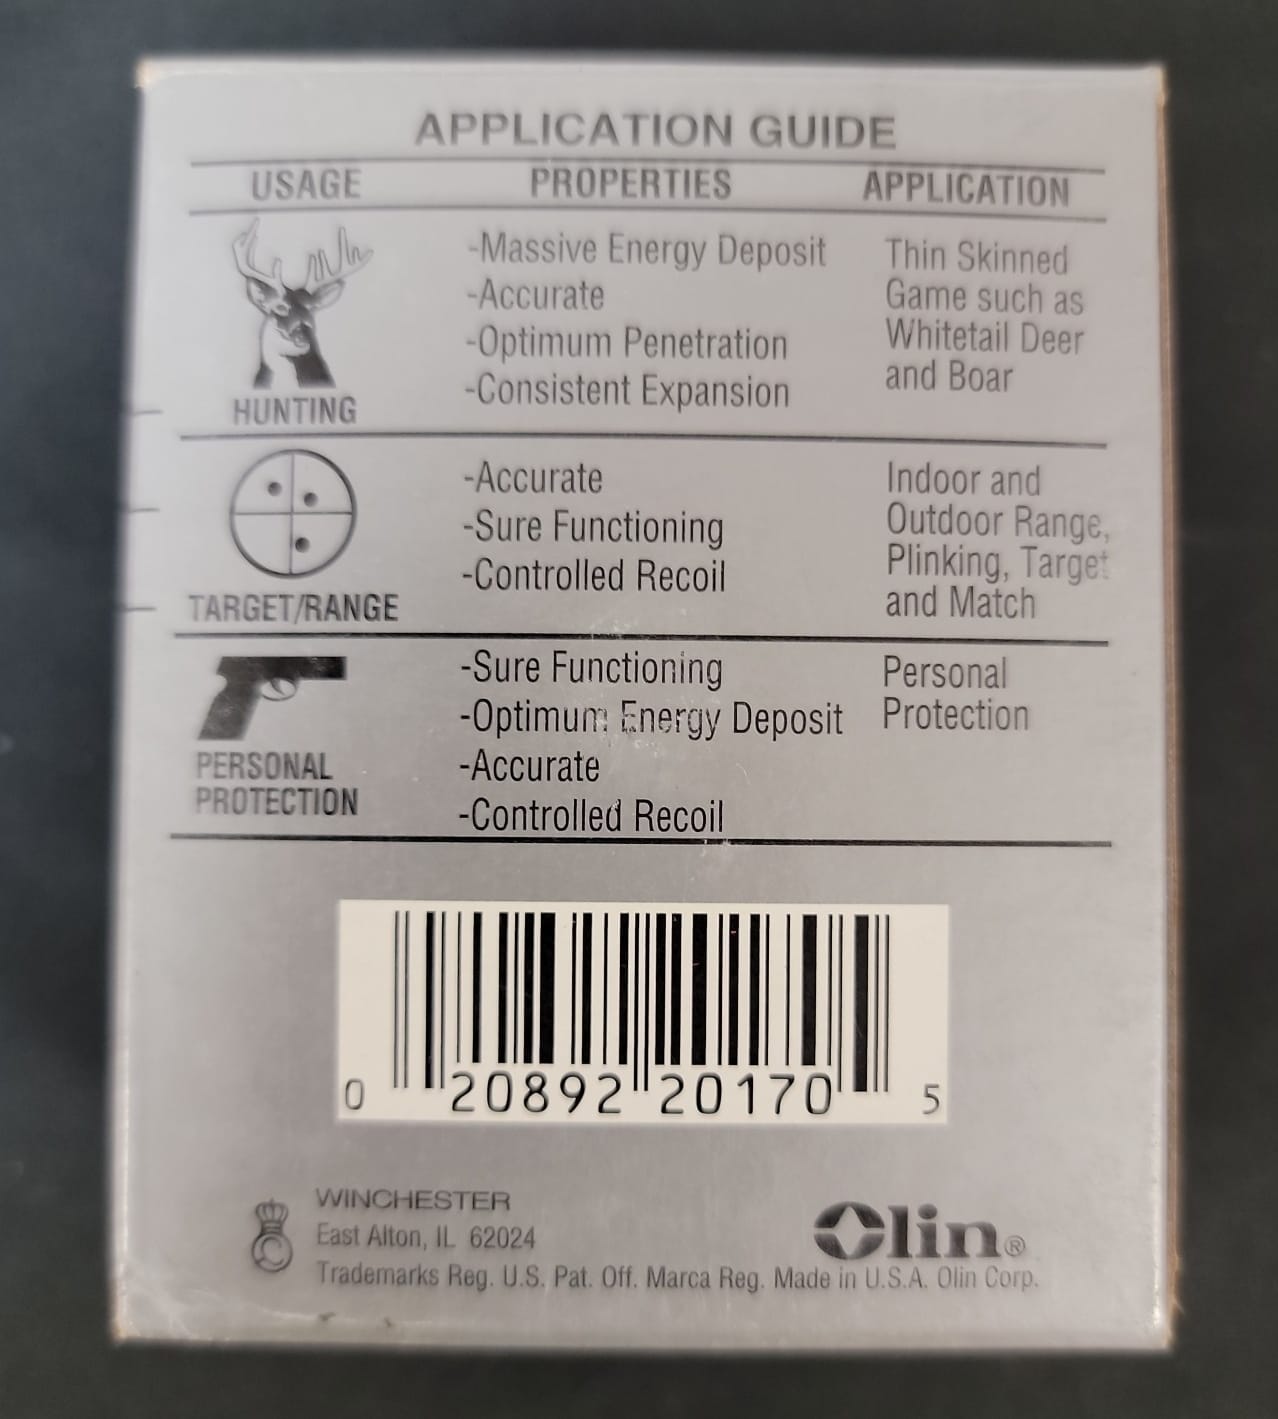 APPLICATION GUIDE
USAGE PROPERTIES APPLICATION
HUNTING
-Massive Energy Deposit
-Accurate
-Optimum Penetration
-Consistent Expansion
Thin Skinned
Game such as
Whitetail Deer
and Boar
TARGET/RANGE
-Accurate
-Sure Functioning
-Controlled Recoil
Indoor and
Outdoor Range,
Plinking, Target
and Match
PERSONAL
PROTECTION
-Sure Functioning
-Optimum Energy Deposit
-Accurate
-Controlled Recoil
Personal
Protection
0 20892 20170 5
WINCHESTER
East Alton, IL 62024
Olin®
Trademarks Reg. U.S. Pat. Off. Marca Reg. Made in U.S.A. Olin Corp.